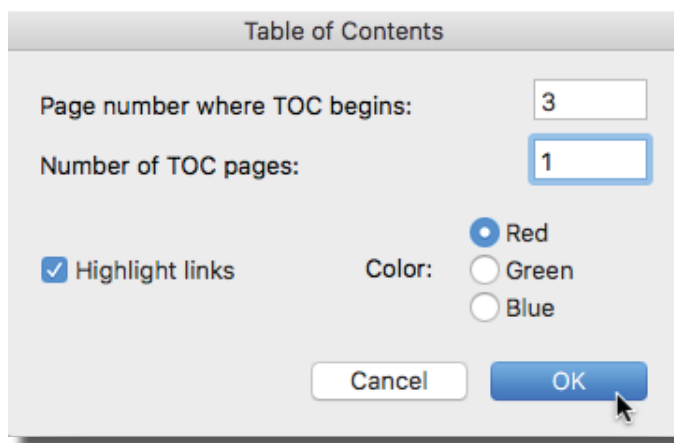 Table of Contents
Page number where TOC begins: 3
Number of TOC pages: 1
Highlight links Color: Red
Green
Blue
Cancel OK